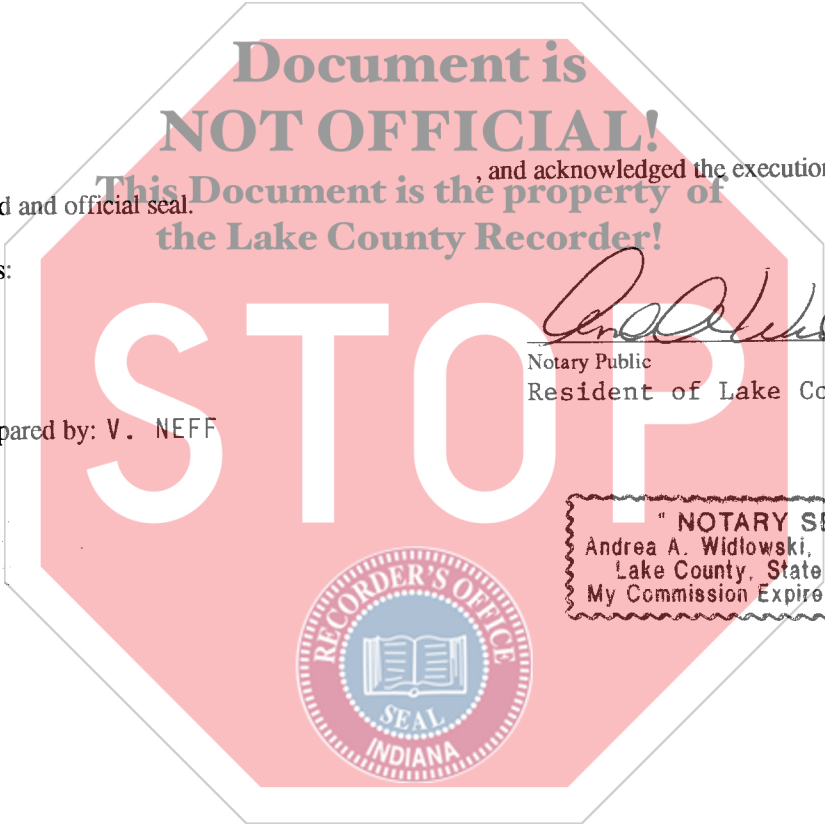 Document is
NOT OFFICIAL!
, and acknowledged the execution
This Document is the property of
d and official seal.
the Lake County Recorder!
s:
STOP
Notary Public
Resident of Lake Co
pared by: V. NEFF
" NOTARY SE
Andrea A. Widlowski,
Lake County, State
My Commission Expire
RECORDER'S OFFICE
SEAL
INDIANA